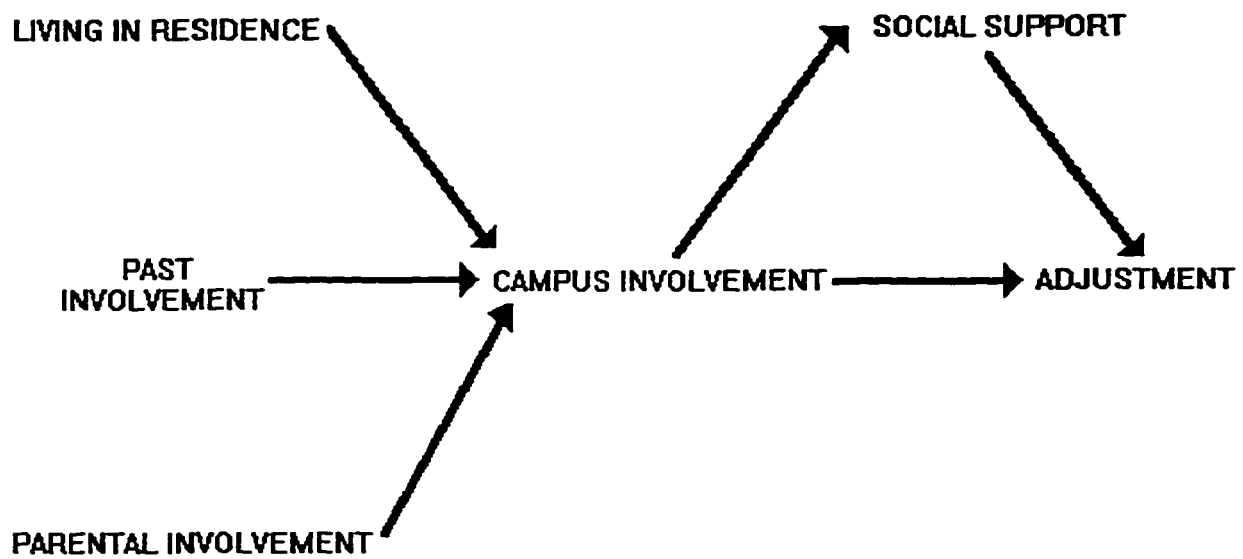 LIVING IN RESIDENCE
SOCIAL SUPPORT
PAST
INVOLVEMENT
CAMPUS INVOLVEMENT
ADJUSTMENT
PARENTAL INVOLVEMENT